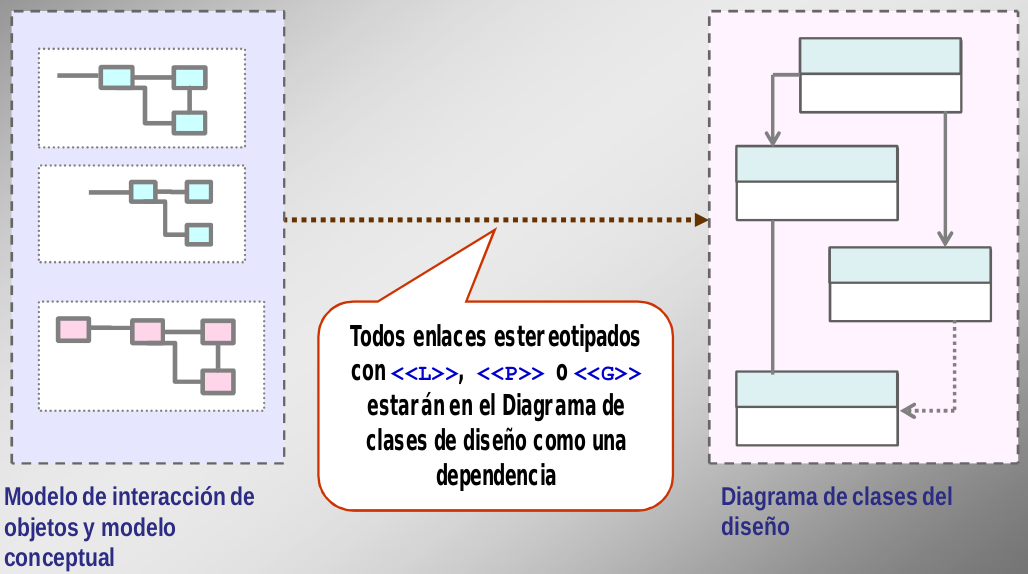 Todos enlaces estereotipados
con <<L>>, <<P>> o <<G>>
estarán en el Diagrama de
clases de diseño como una
dependencia
Modelo de interacción de
objetos y modelo
conceptual
Diagrama de clases del
diseño